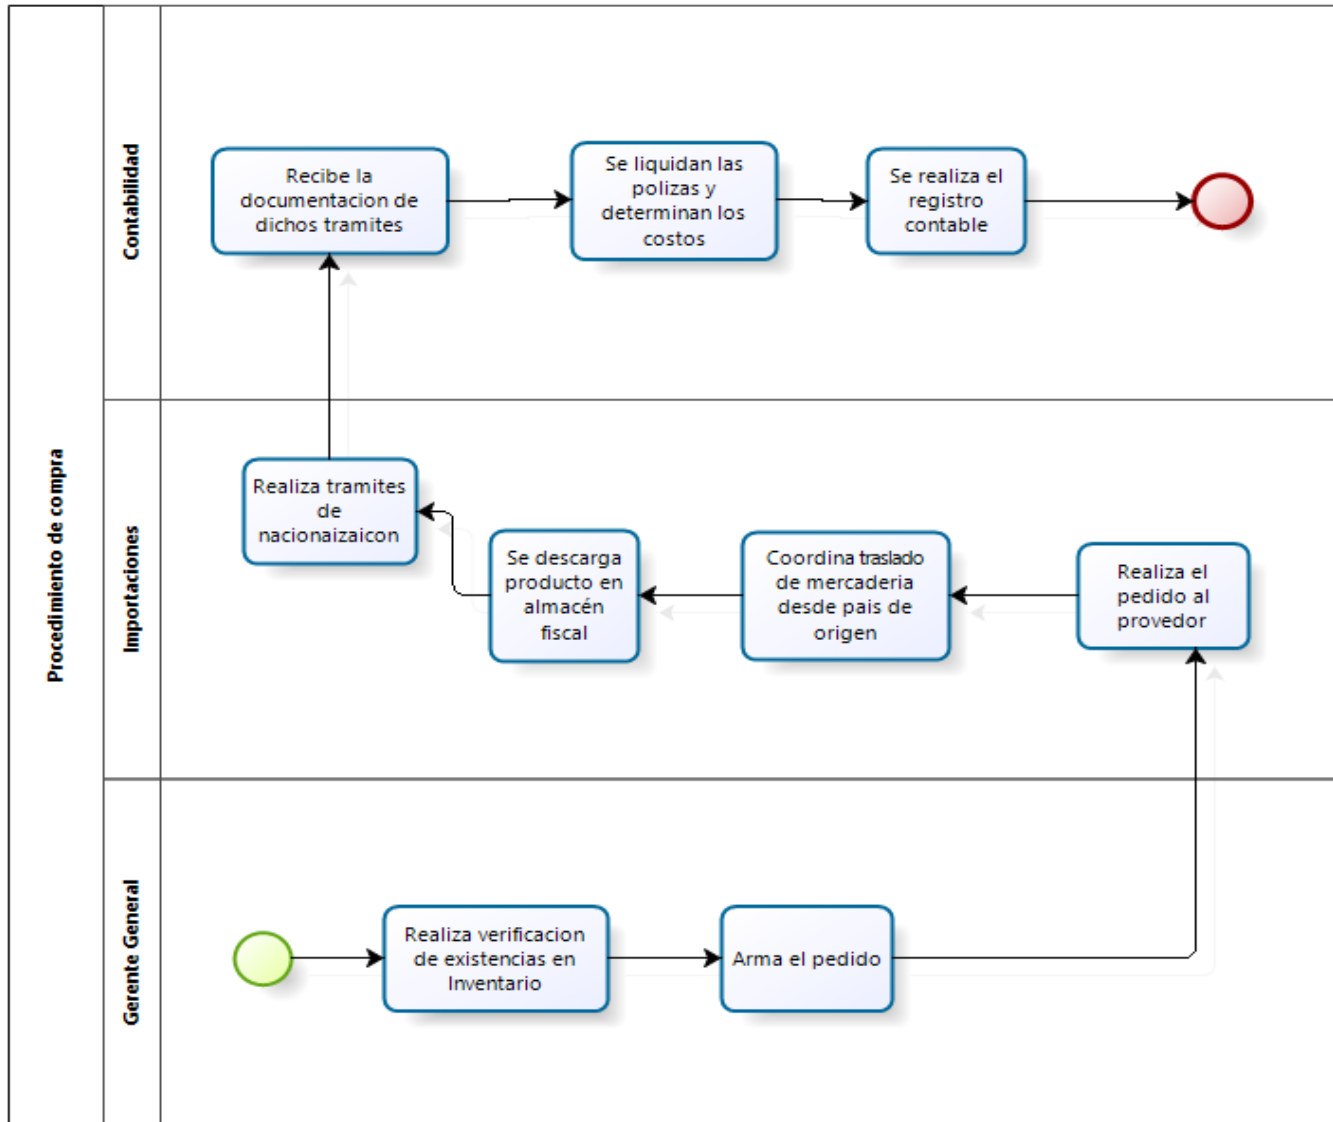 Procedimiento de compra
Contabilidad
Recibe la
documentacion de
dichos tramites
Se liquidan las
polizas y
determinan los
costos
Se realiza el
registro
contable
Importaciones
Realiza tramites
de
nacionaizaicon
Se descarga
producto en
almacén
fiscal
Coordina traslado
de mercaderia
desde pais de
origen
Realiza el
pedido al
provedor
Gerente General
Realiza verificacion
de existencias en
Inventario
Arma el pedido